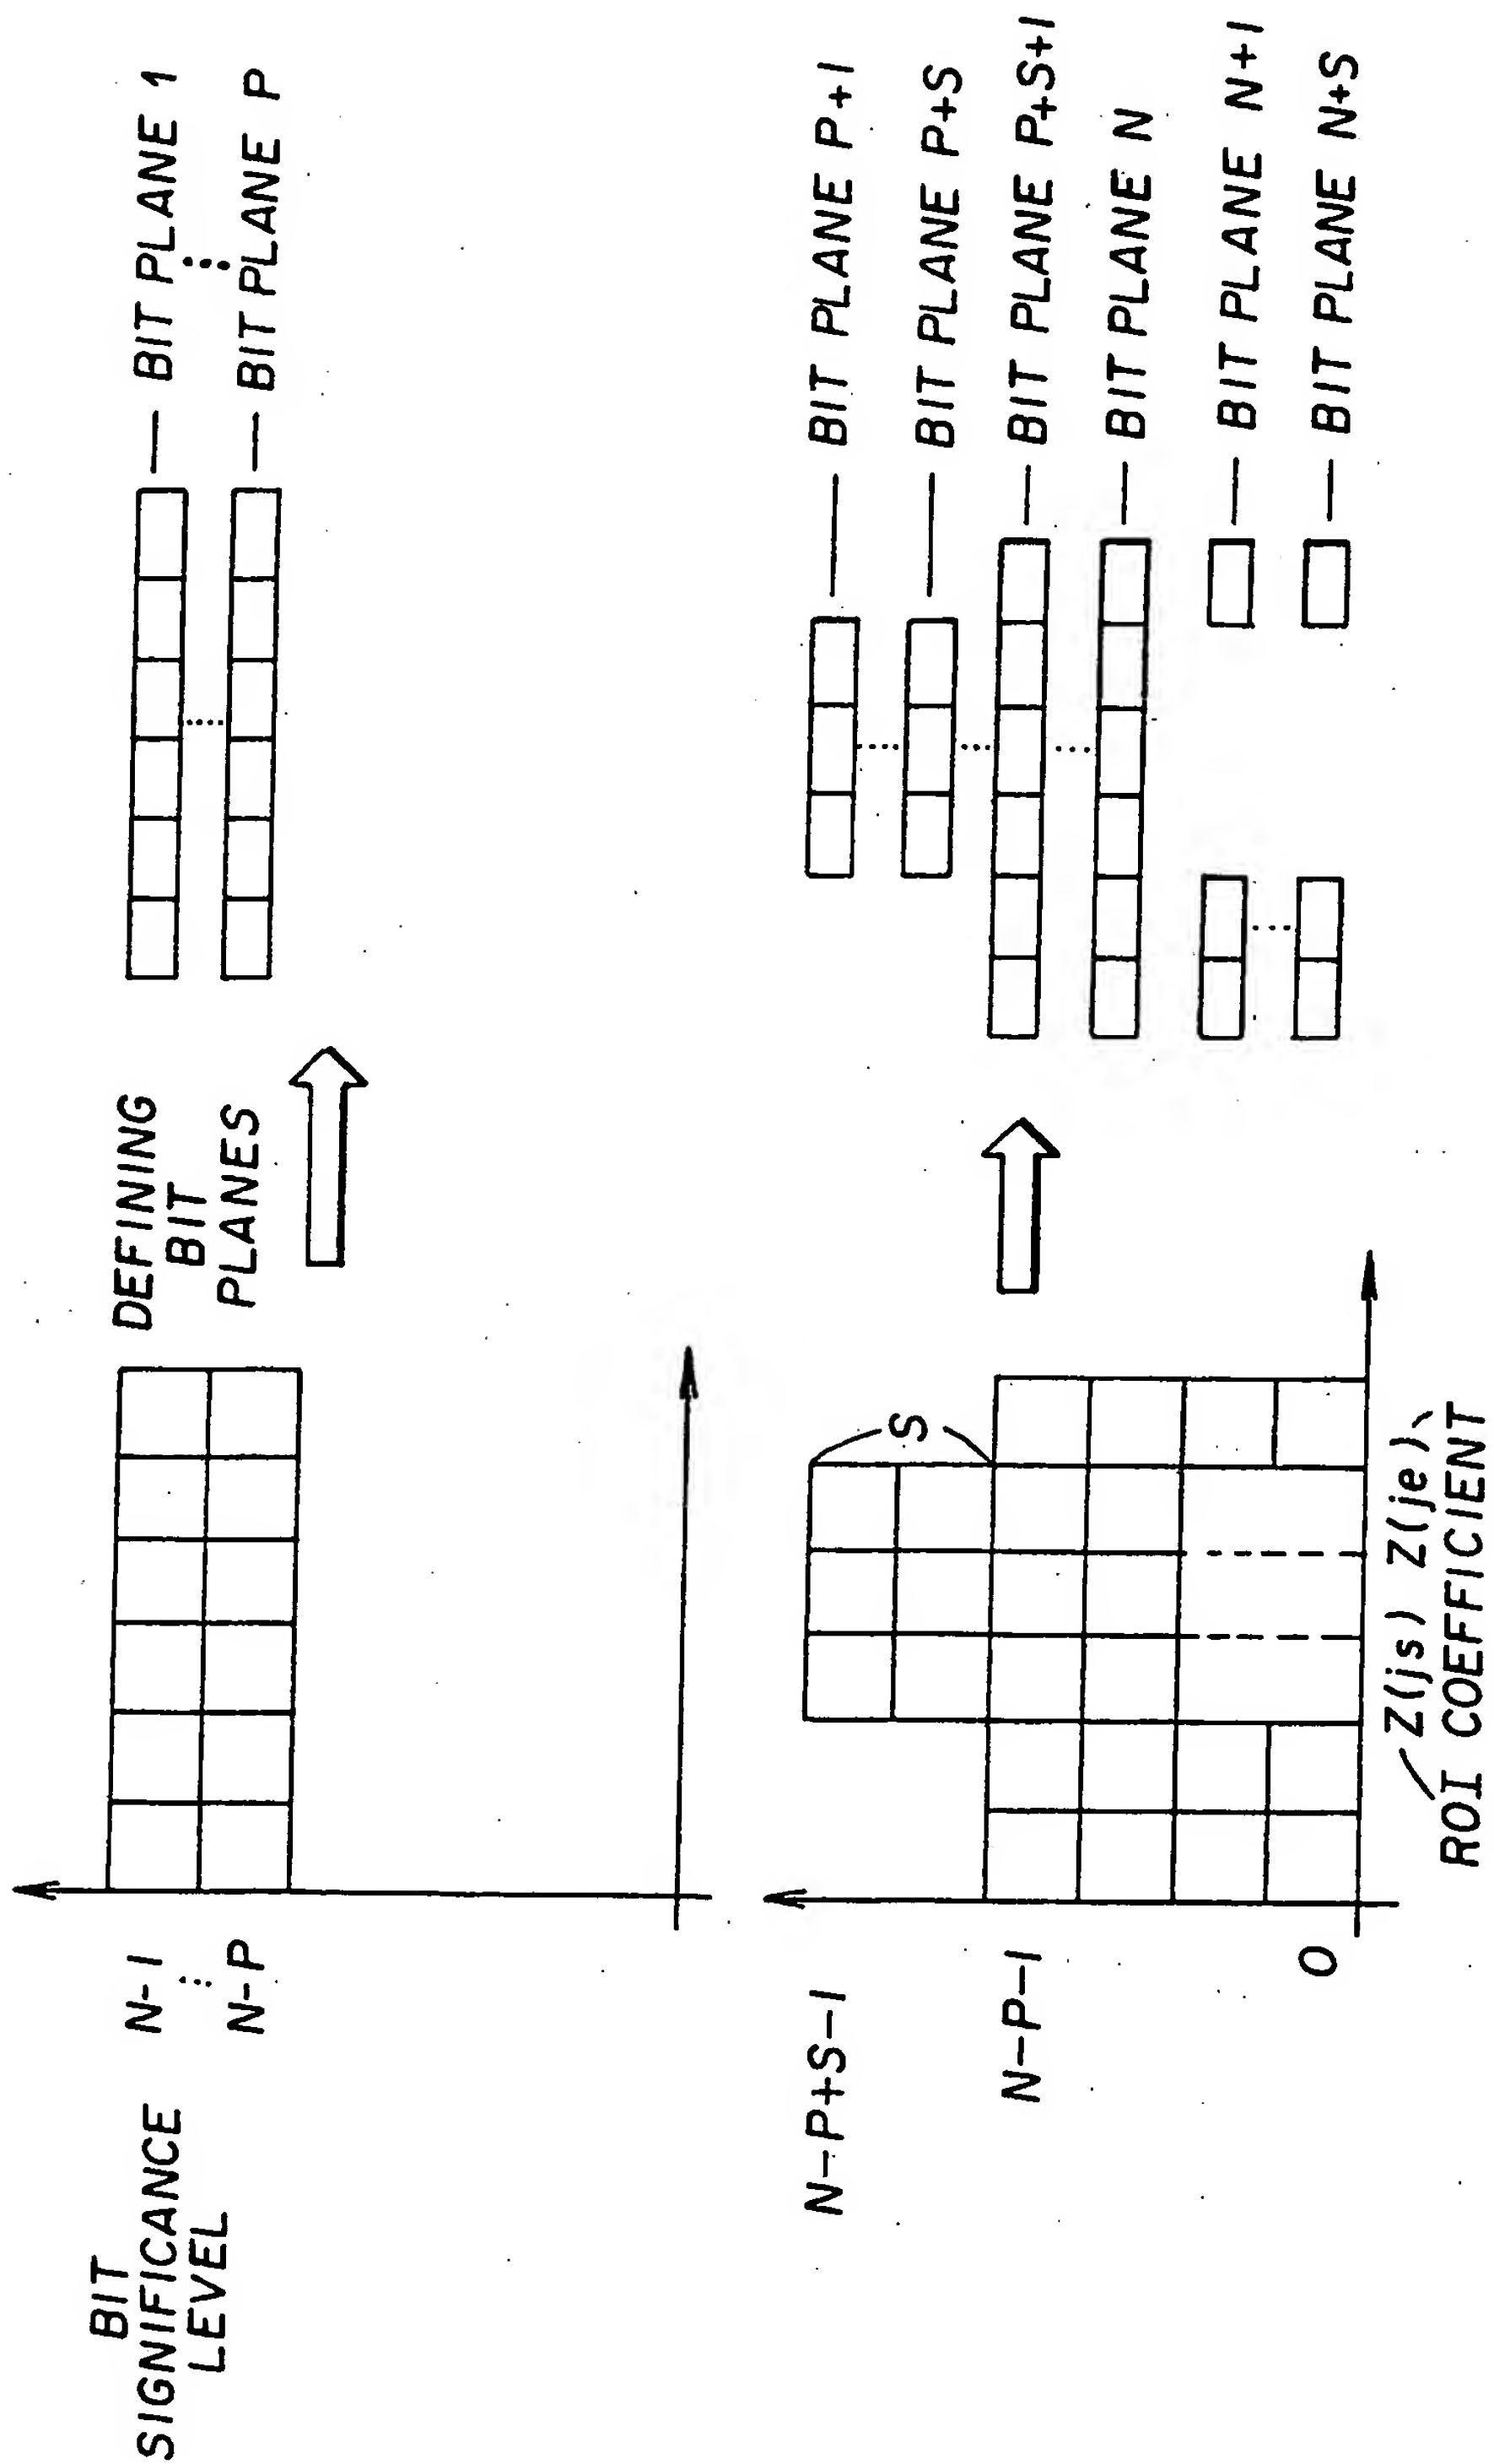 BIT
SIGNIFICANCE
LEVEL
N-1
N-P
DEFINING
BIT
PLANES
BIT PLANE 1
BIT PLANE P
N-P+S-1
N-P-1
0
S
Z(js) Z(je)
ROI COEFFICIENT
BIT PLANE P+1
BIT PLANE P+S
BIT PLANE P+S+1
BIT PLANE N
BIT PLANE N+1
BIT PLANE N+S